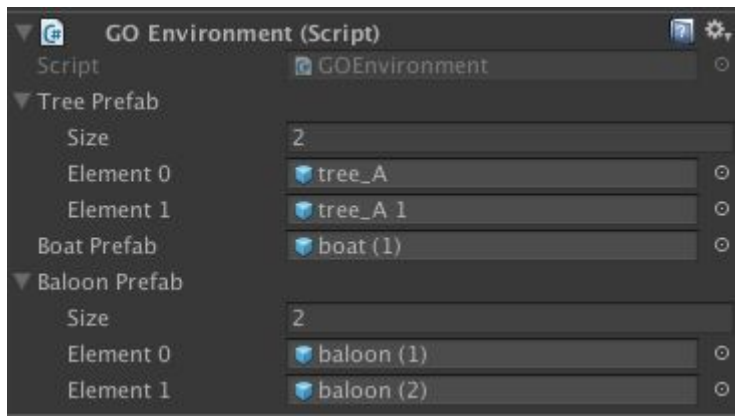 GO Environment (Script)
Script GOEnvironment
Tree Prefab
Size 2
Element 0 tree_A
Element 1 tree_A 1
Boat Prefab boat (1)
Baloon Prefab
Size 2
Element 0 baloon (1)
Element 1 baloon (2)